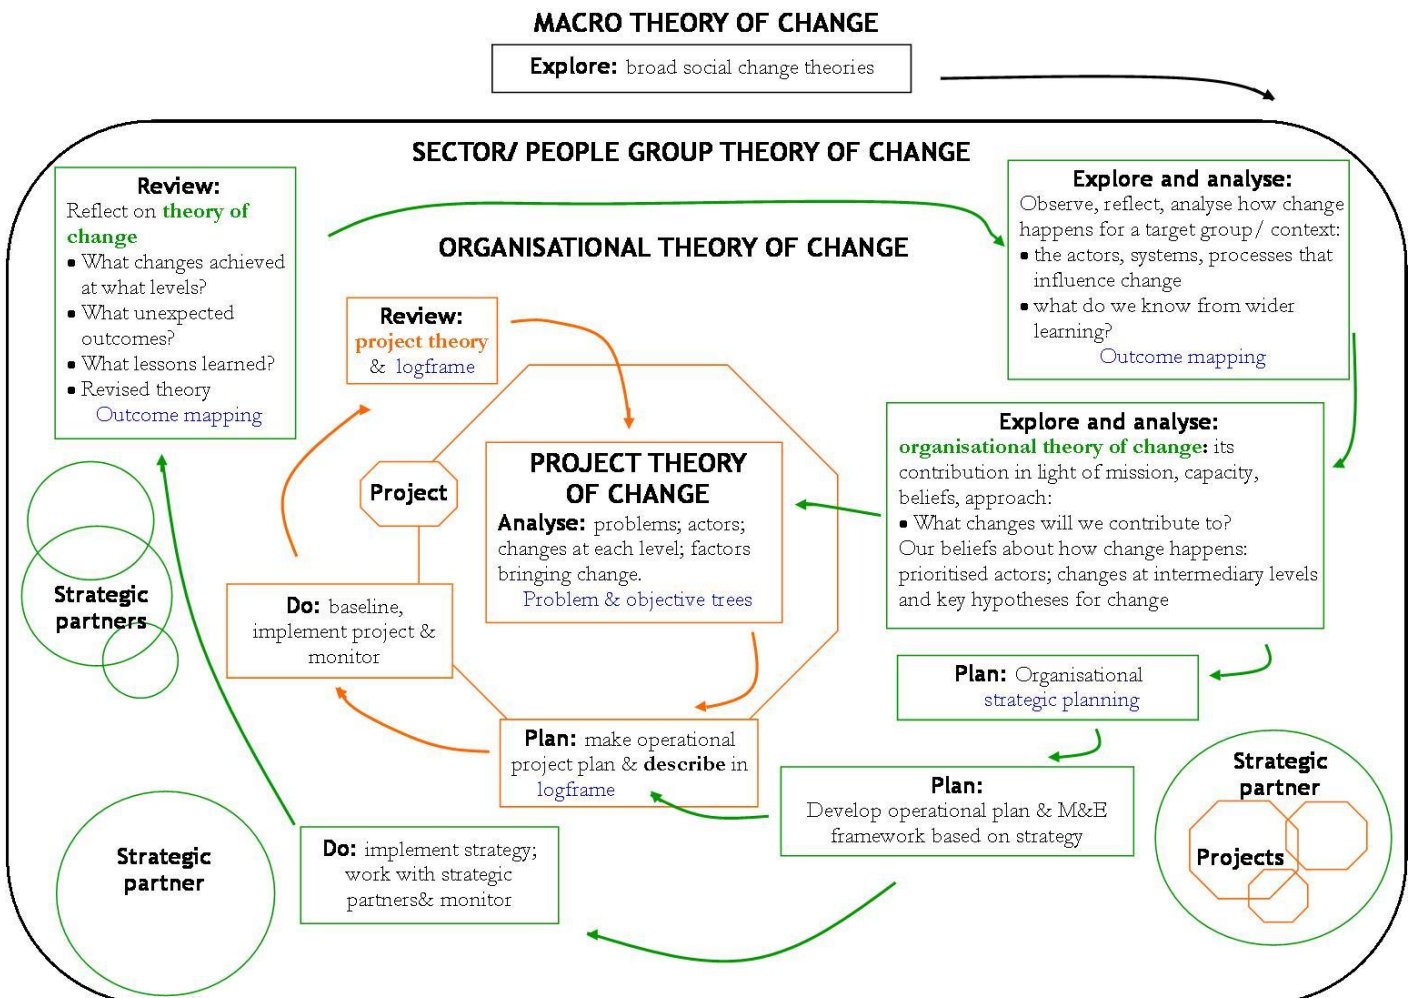 MACRO THEORY OF CHANGE
Explore: broad social change theories
SECTOR/ PEOPLE GROUP THEORY OF CHANGE
Review:
Reflect on theory of
change
▪ What changes achieved
at what levels?
▪ What unexpected
outcomes?
▪ What lessons learned?
▪ Revised theory
Outcome mapping
Explore and analyse:
Observe, reflect, analyse how change
happens for a target group/ context:
▪ the actors, systems, processes that
influence change
▪ what do we know from wider
learning?
Outcome mapping
ORGANISATIONAL THEORY OF CHANGE
Review:
project theory
& logframe
Explore and analyse:
organisational theory of change: its
contribution in light of mission, capacity,
beliefs, approach:
▪ What changes will we contribute to?
Our beliefs about how change happens:
prioritised actors; changes at intermediary levels
and key hypotheses for change
Project
PROJECT THEORY
OF CHANGE
Analyse: problems; actors;
changes at each level; factors
bringing change.
Problem & objective trees
Strategic
partners
Do: baseline,
implement project &
monitor
Plan: Organisational
strategic planning
Plan: make operational
project plan & describe in
logframe
Plan:
Develop operational plan & M&E
framework based on strategy
Strategic
partner
Projects
Do: implement strategy;
work with strategic
partners& monitor
Strategic
partner